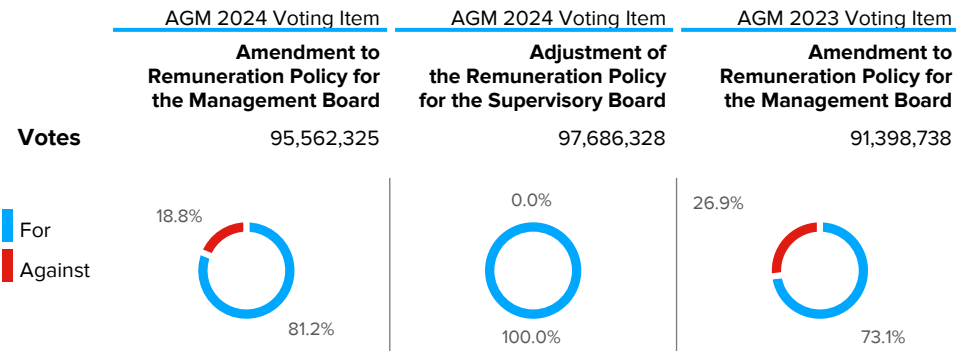 AGM 2024 Voting Item
AGM 2024 Voting Item
AGM 2023 Voting Item
Amendment to
Remuneration Policy for
the Management Board
Adjustment of
the Remuneration Policy
for the Supervisory Board
Amendment to
Remuneration Policy for
the Management Board
Votes
95,562,325
97,686,328
91,398,738
For
Against
18.8%
81.2%
0.0%
100.0%
26.9%
73.1%